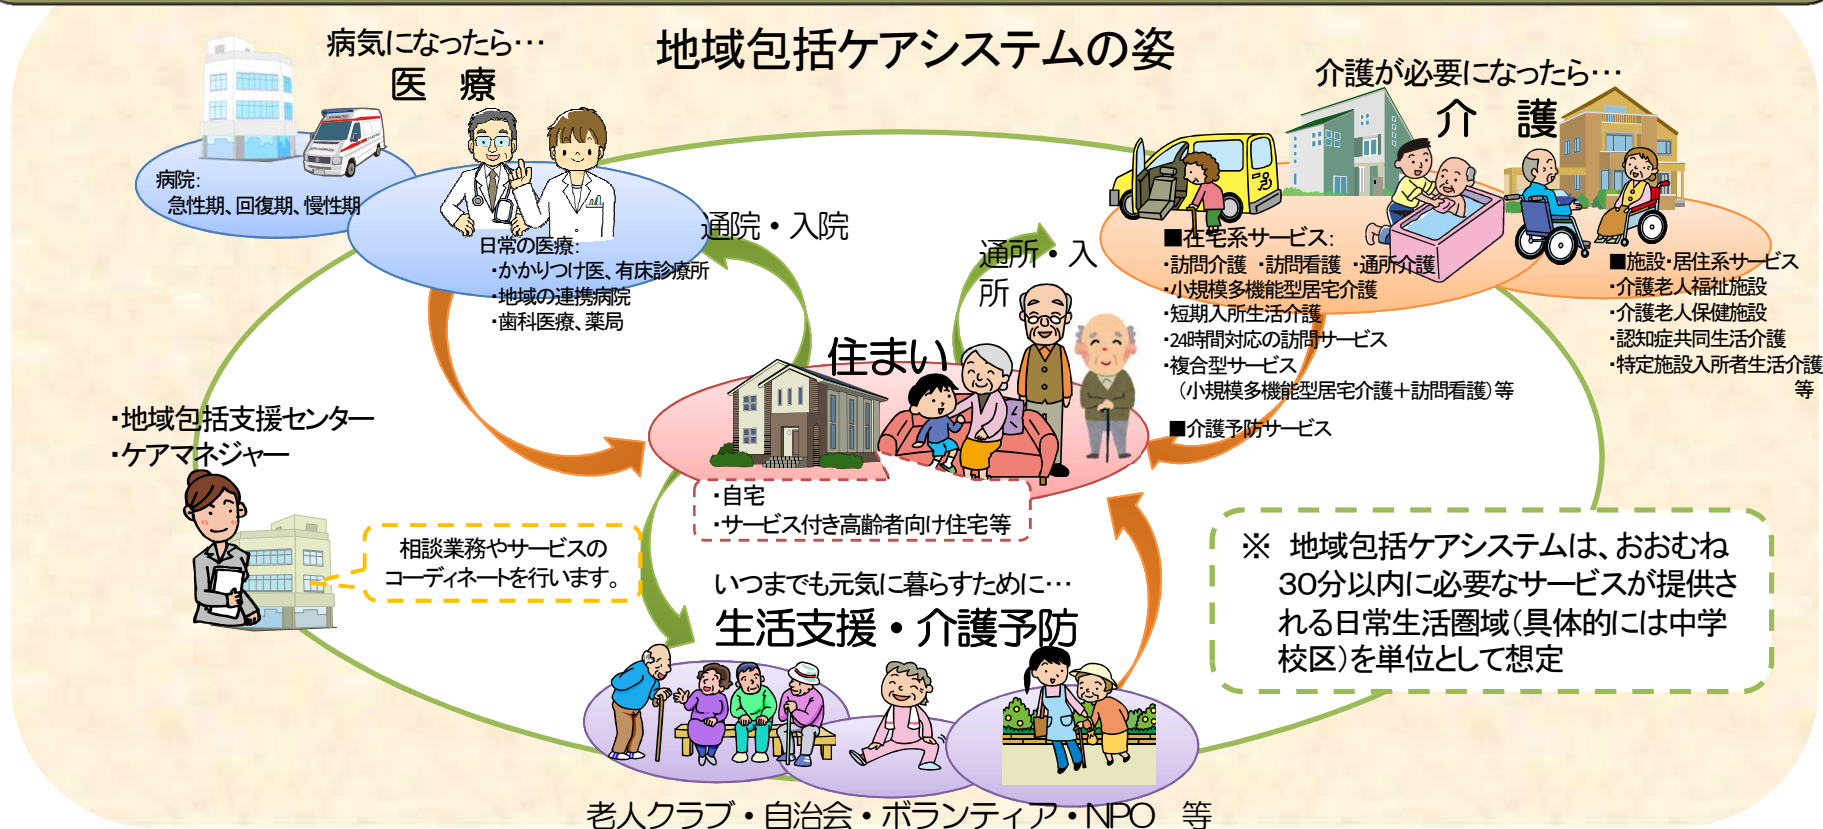 地域包括ケアシステムの姿
病気になったら…
医 療
病院:
急性期、回復期、慢性期
日常の医療:
・かかりつけ医、有床診療所
・地域の連携病院
・歯科医療、薬局
通院・入院
通所・入
所
介護が必要になったら…
介 護
■在宅系サービス:
・訪問介護 ・訪問看護 ・通所介護
・小規模多機能型居宅介護
・短期入所生活介護
・24時間対応の訪問サービス
・複合型サービス
(小規模多機能型居宅介護+訪問看護)等
■介護予防サービス
■施設・居住系サービス
・介護老人福祉施設
・介護老人保健施設
・認知症共同生活介護
・特定施設入所者生活介護
等
住まい
・自宅
・サービス付き高齢者向け住宅等
・地域包括支援センター
・ケアマネジャー
相談業務やサービスの
コーディネートを行います。
いつまでも元気に暮らすために…
生活支援・介護予防
老人クラブ・自治会・ボランティア・NPO 等
※ 地域包括ケアシステムは、おおむね
30分以内に必要なサービスが提供さ
れる日常生活圏域(具体的には中学
校区)を単位として想定